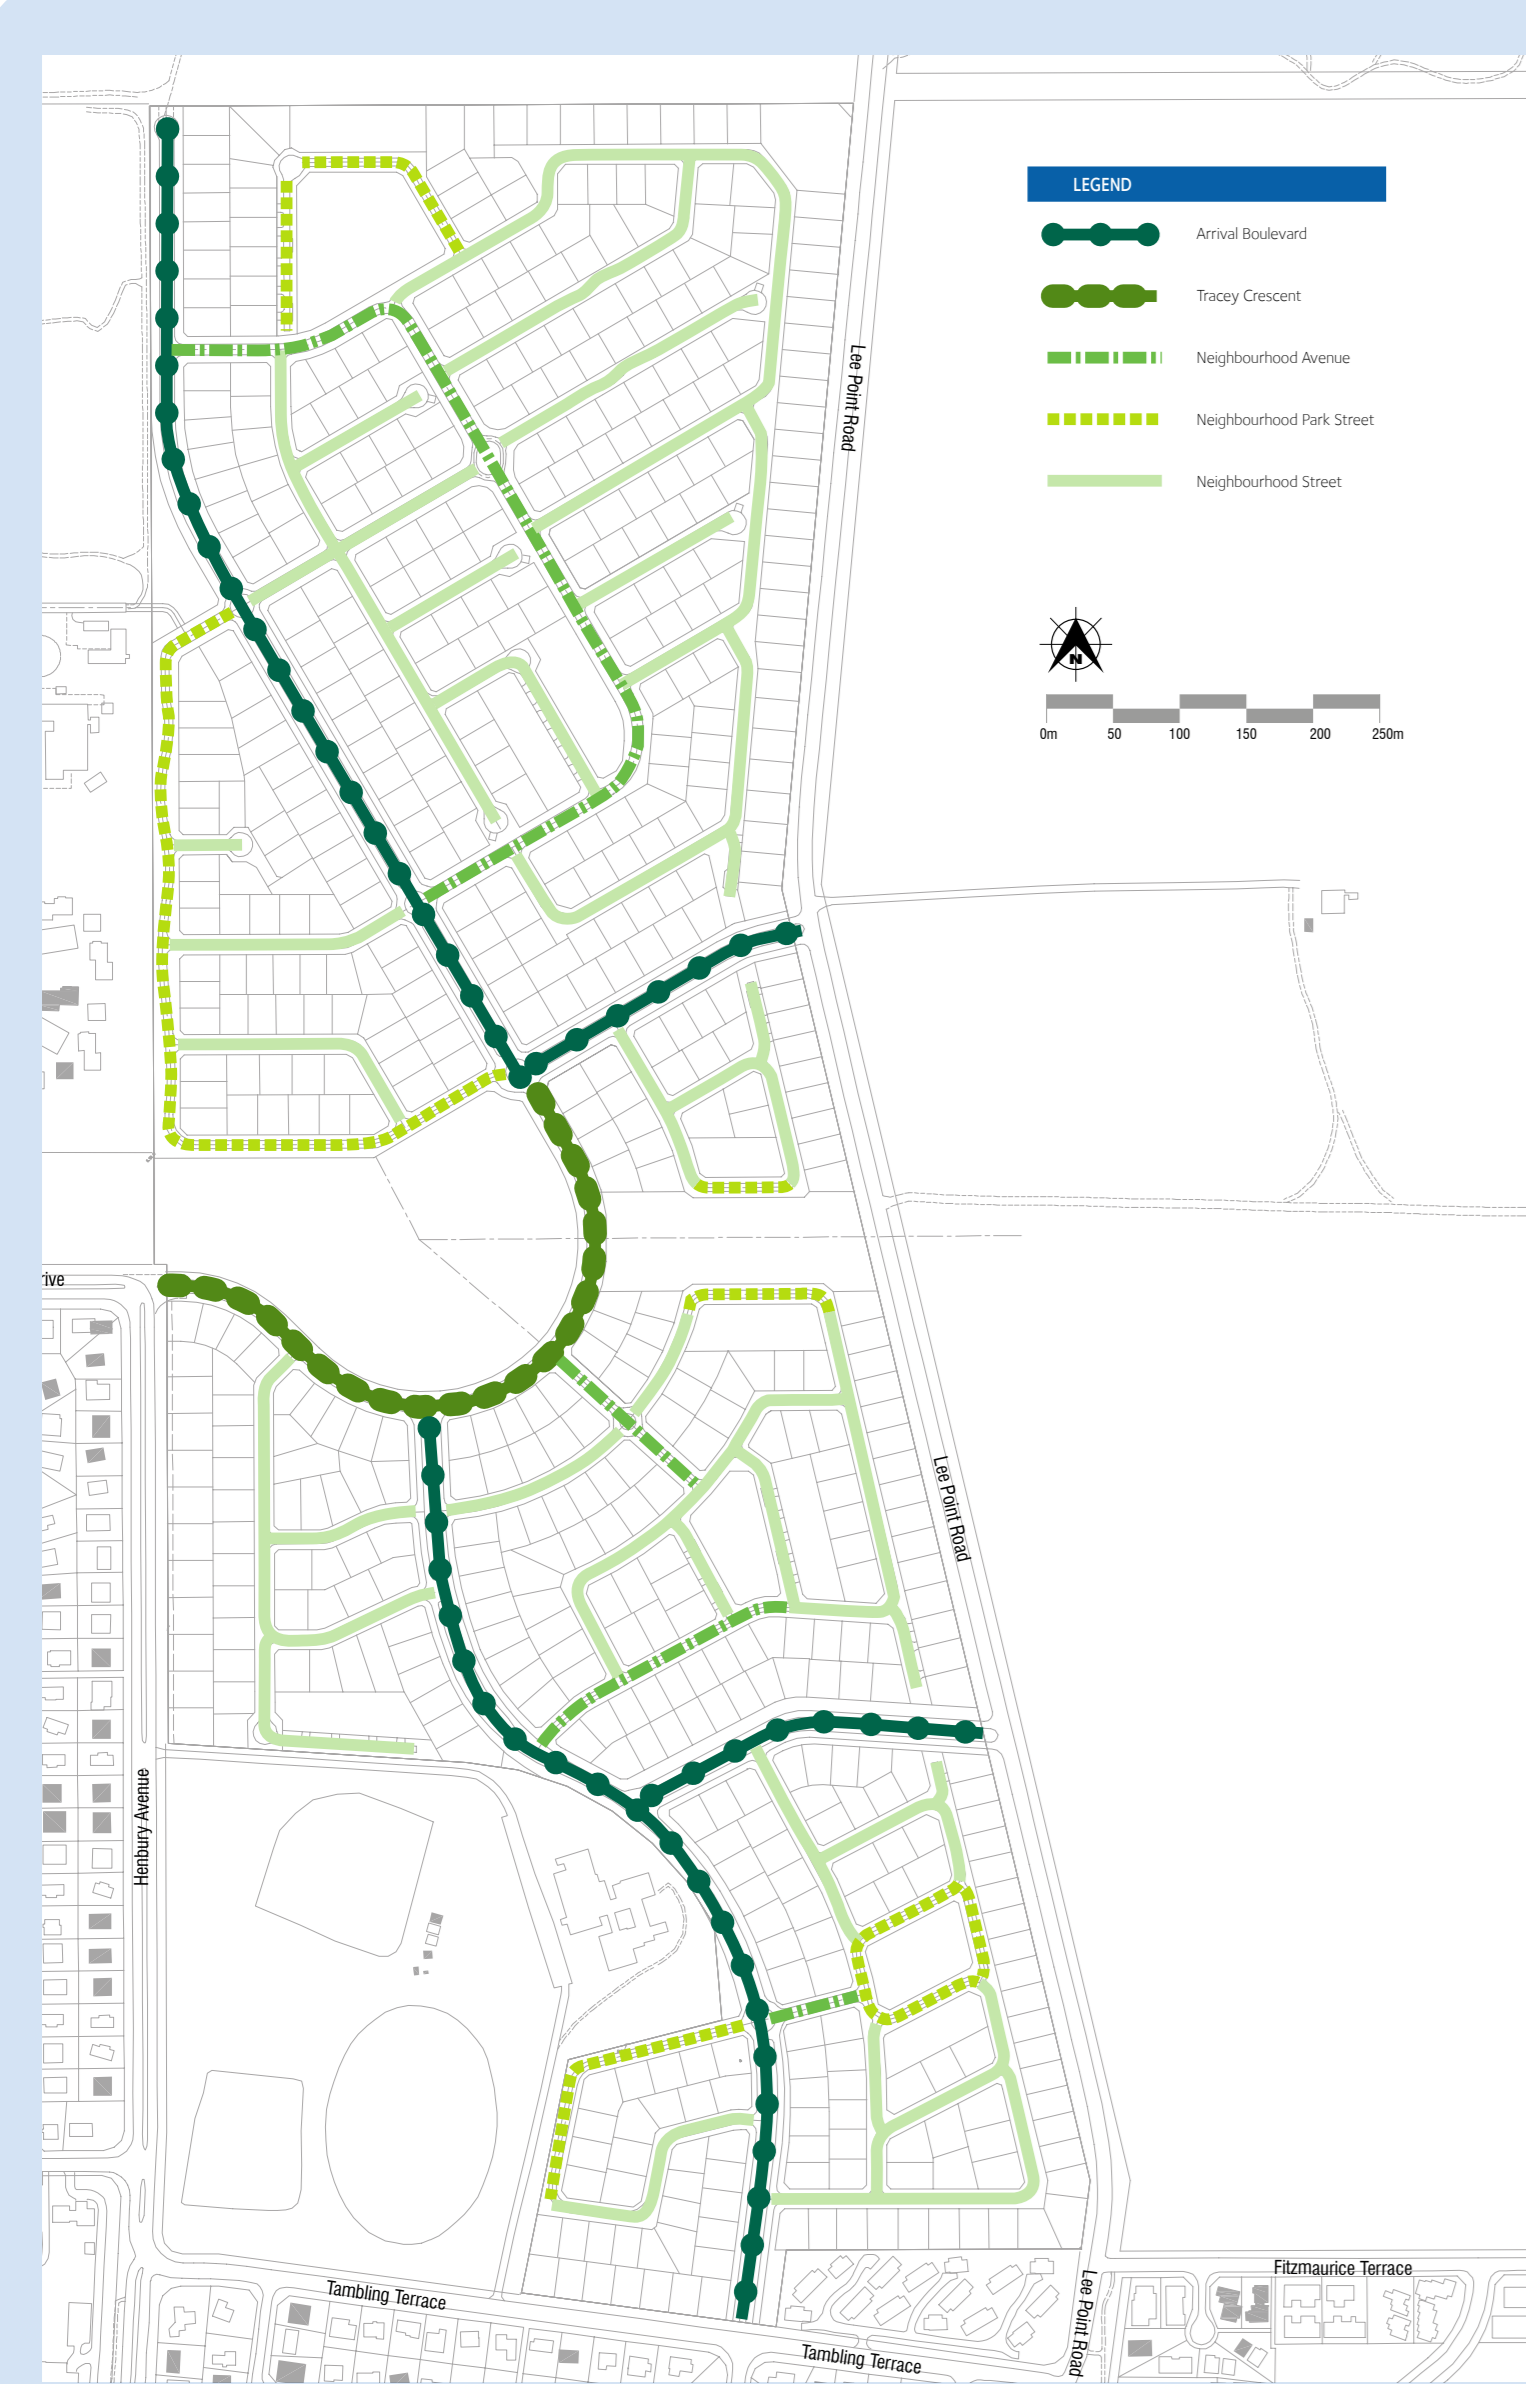 LEGEND
Arrival Boulevard
Tracey Crescent
Neighbourhood Avenue
Neighbourhood Park Street
Neighbourhood Street
Lee Point Road
N
0m 50 100 150 200 250m
rive
Lee Point Road
Henbury Avenue
Fitzmaurice Terrace
Tambling Terrace
Lee Point Road
Tambling Terrace